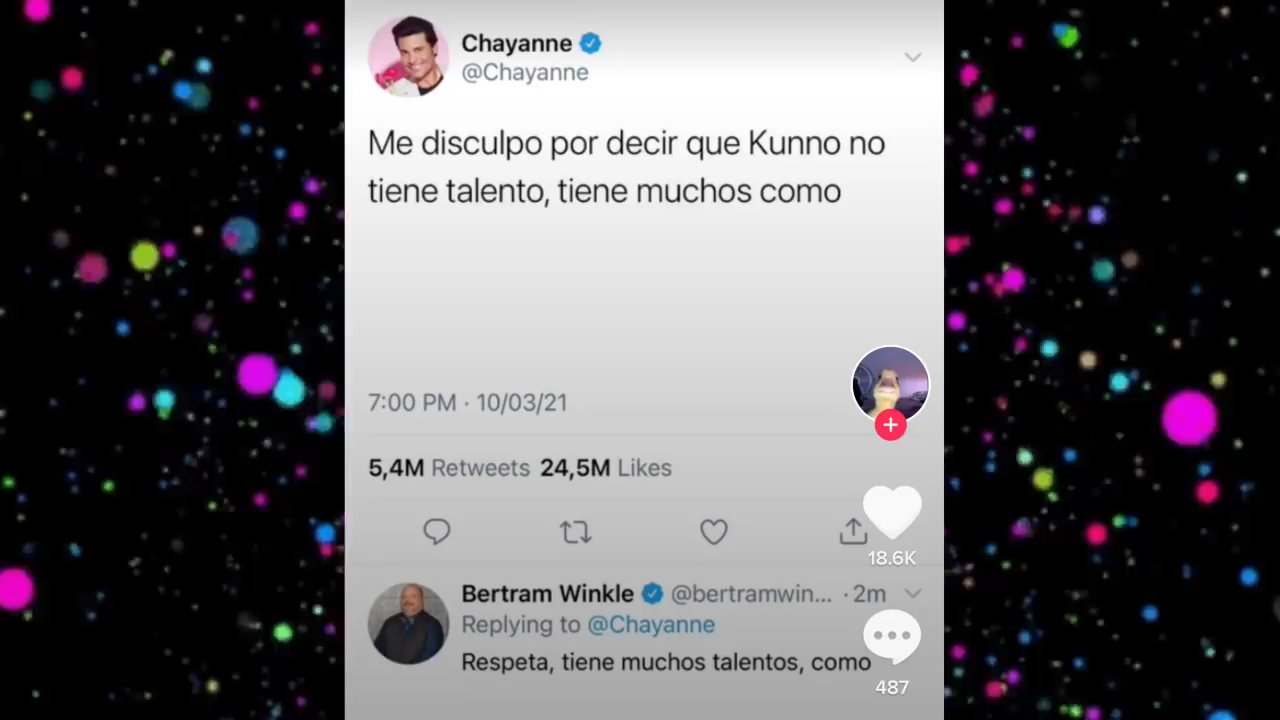 Chayanne
@Chayanne
Me disculpo por decir que Kunno no
tiene talento, tiene muchos como
7:00 PM · 10/03/21
5,4M Retweets 24,5M Likes
18.6K
Bertram Winkle @bertramwin... · 2m
Replying to @Chayanne
Respeta, tiene muchos talentos, como
487